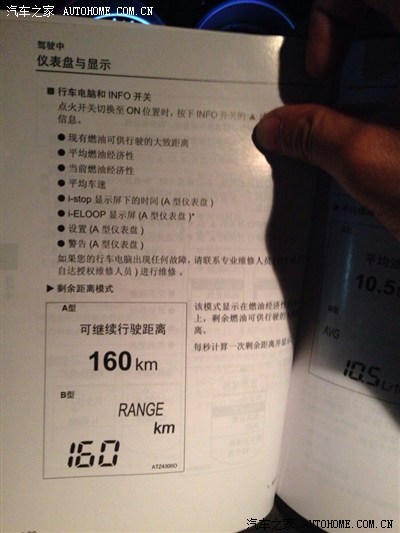 汽车之家 AUTOHOME.COM.CN
驾驶中
仪表盘与显示
■ 行车电脑和 INFO 开关
点火开关切换至 ON 位置时，按下 INFO 开关的 ▲
信息。
● 现有燃油可供行驶的大致距离
● 平均燃油经济性
● 当前燃油经济性
● 平均车速
● i-stop 显示屏下的时间 (A 型仪表盘)
● i-ELOOP 显示屏 (A 型仪表盘)*
● 设置 (A 型仪表盘)
● 警告 (A 型仪表盘)
如果您的行车电脑出现任何故障，请联系专业维修人员
自达授权维修人员) 进行维修。
▶ 剩余距离模式
A型
可继续行驶距离
160 km
B型
RANGE
km
160
ATZ4300D
该模式显示在燃油经济性
上，剩余燃油可供行驶的
离。
每秒计算一次剩余距离并显
10.5
AVG
10.5
汽车之家 AUTOHOME.COM.CN